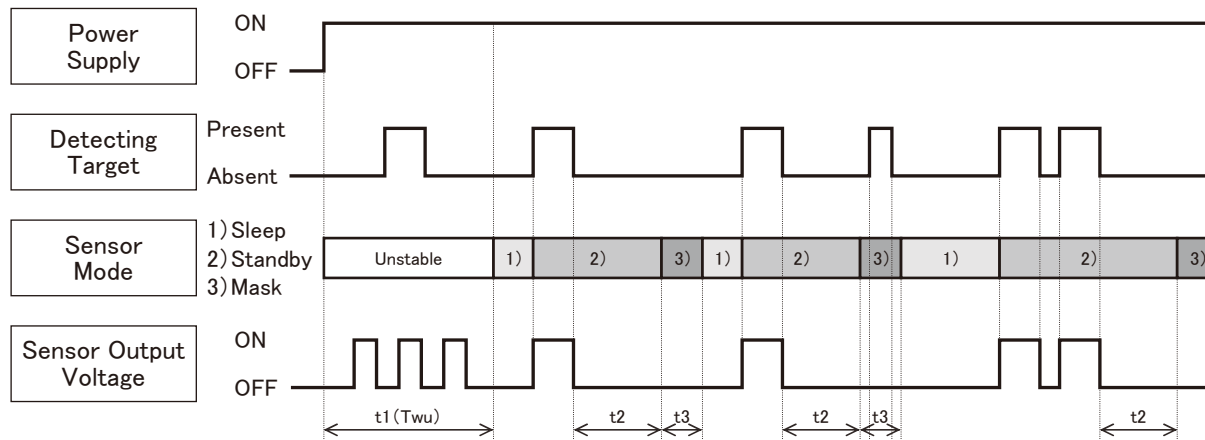 Power
Supply
ON
OFF
Detecting
Target
Present
Absent
Sensor
Mode
1)Sleep
2)Standby
3)Mask
Unstable 1) 2) 3) 1) 2) 3) 1) 2) 3)
Sensor Output
Voltage
ON
OFF
t1(Twu) t2 t3 t2 t3 t2